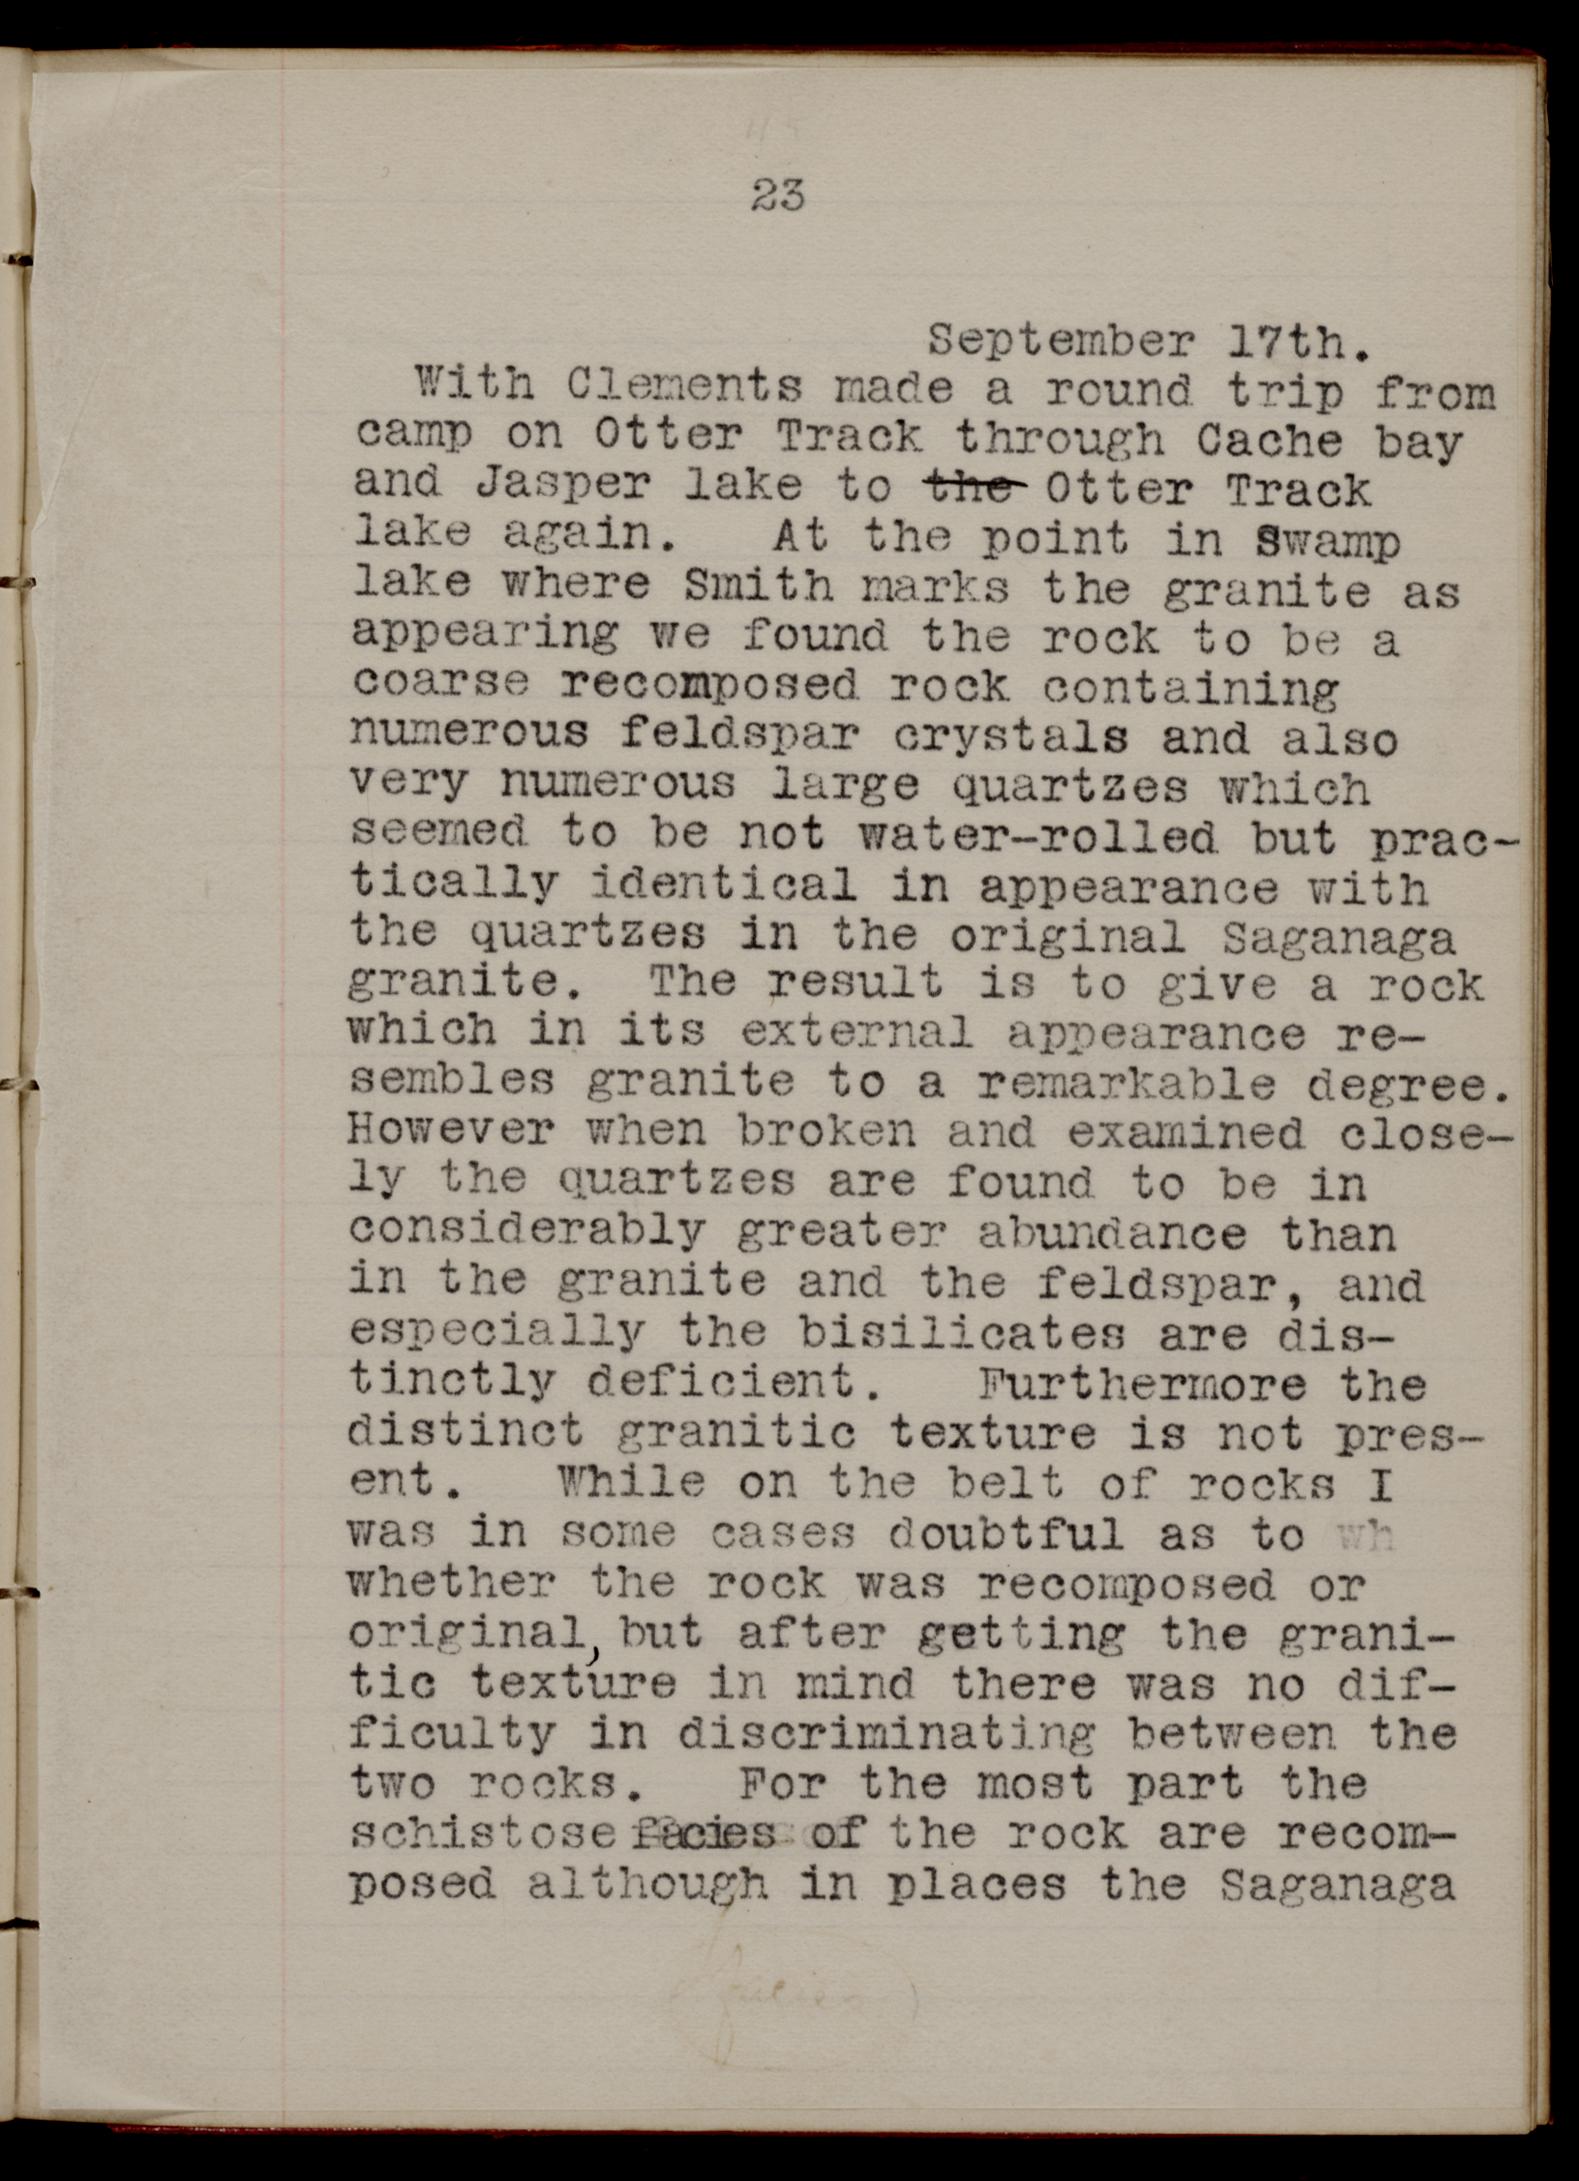 23
September 17th.
With Clements made a round trip from
camp on Otter Track through Cache bay
and Jasper lake to the Otter Track
lake again. At the point in Swamp
lake where Smith marks the granite as
appearing we found the rock to be a
coarse recomposed rock containing
numerous feldspar crystals and also
very numerous large quartzes which
seemed to be not water-rolled but prac-
tically identical in appearance with
the quartzes in the original Saganaga
granite. The result is to give a rock
which in its external appearance re-
sembles granite to a remarkable degree.
However when broken and examined close-
ly the quartzes are found to be in
considerably greater abundance than
in the granite and the feldspar, and
especially the bisilicates are dis-
tinctly deficient. Furthermore the
distinct granitic texture is not pres-
ent. While on the belt of rocks I
was in some cases doubtful as to wh
whether the rock was recomposed or
original, but after getting the grani-
tic texture in mind there was no dif-
ficulty in discriminating between the
two rocks. For the most part the
schistose facies of the rock are recom-
posed although in places the Saganaga